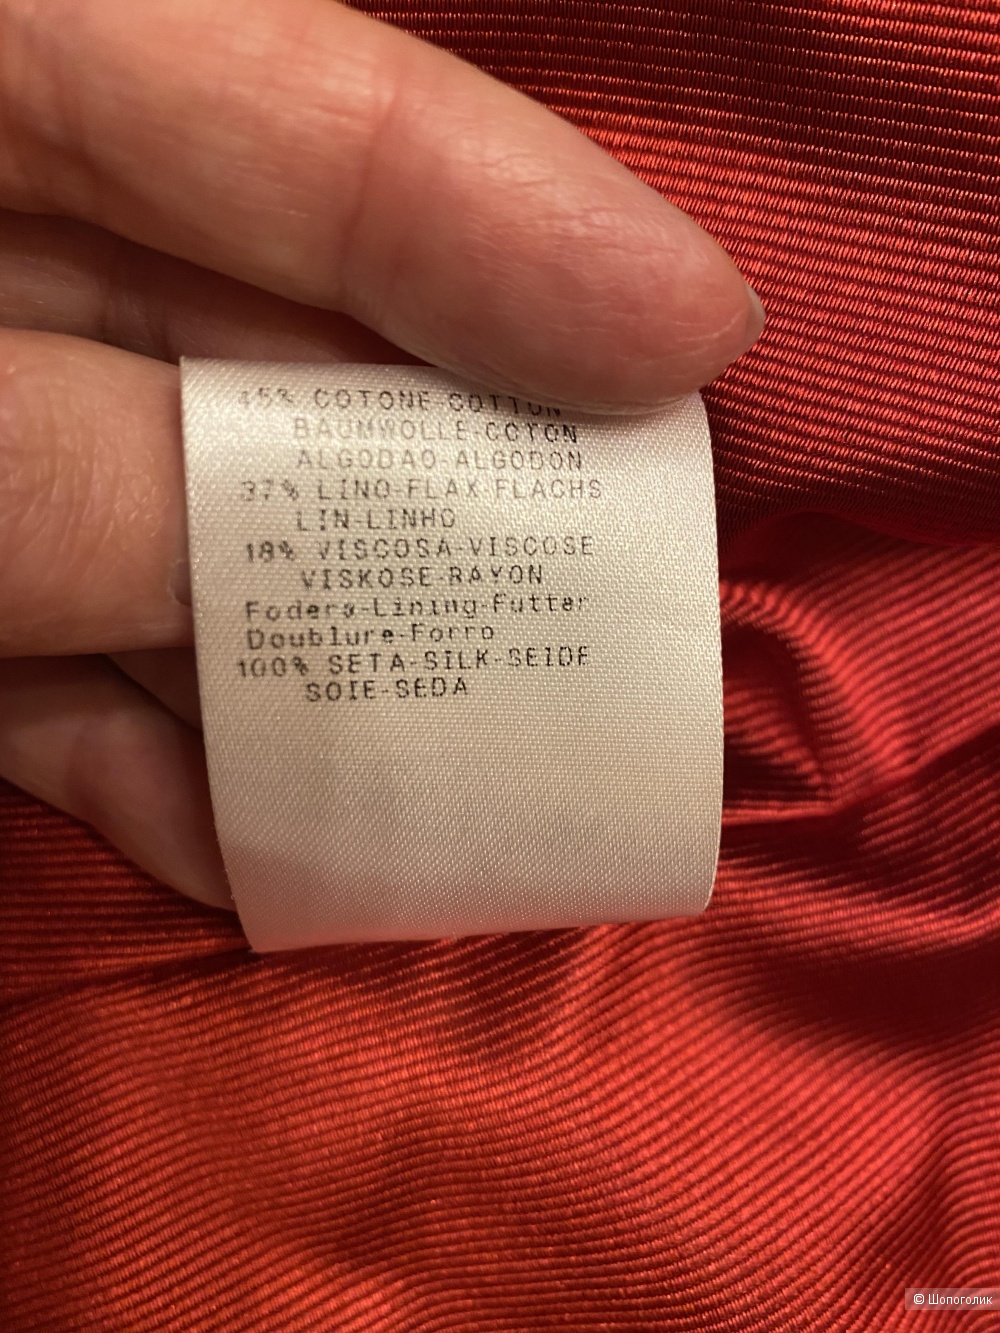 45% COTONE COTTON
BAUMWOLLE-COTON
ALGODAO-ALGODON
37% LINO-FLAX-FLACHS
LIN-LINHO
18% VISCOSA-VISCOSE
VISKOSE-RAYON
Fodera-Lining-Futter
Doublure-Forro
100% SETA-SILK-SEIDE
SOIE-SEDA
© Шопоголик